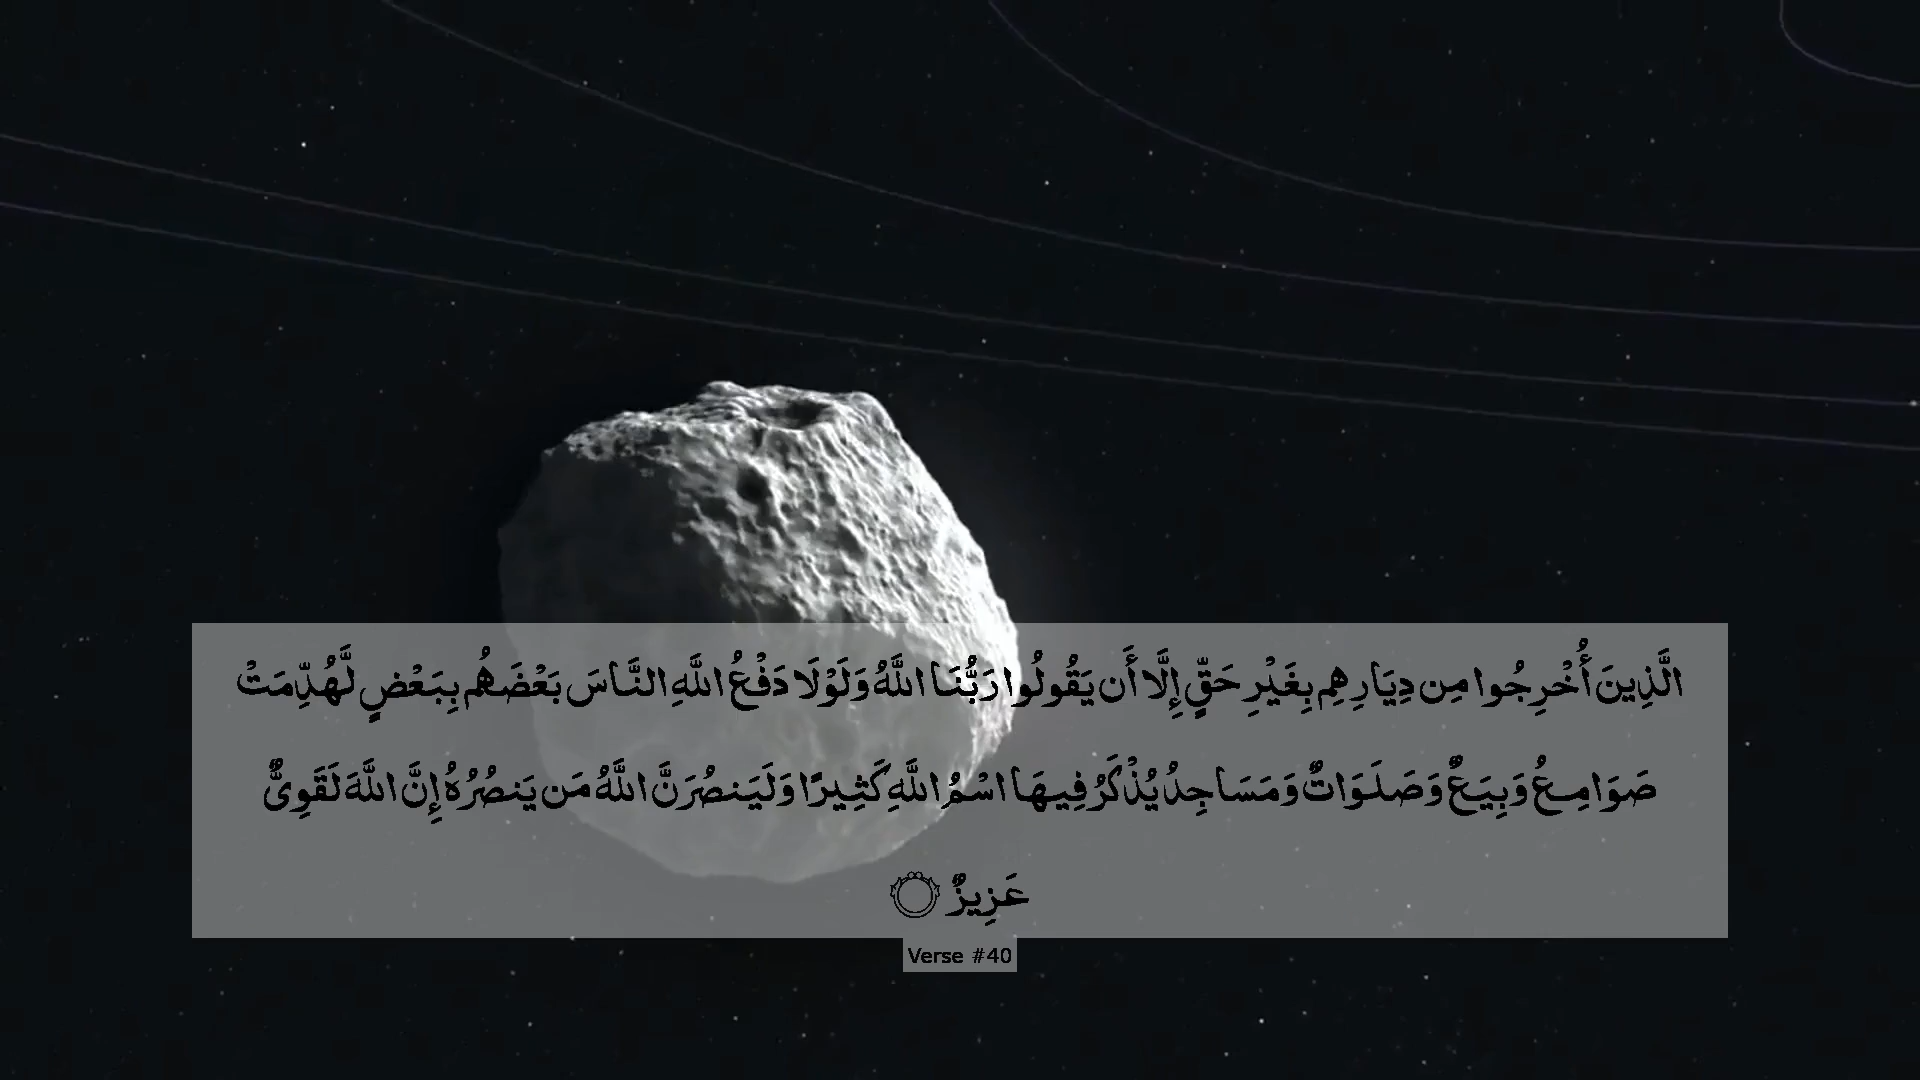 الَّذِينَ أُخْرِجُوا مِن دِيَارِهِم بِغَيْرِ حَقٍّ إِلَّا أَن يَقُولُوا رَبُّنَا اللَّهُ وَلَوْلَا دَفْعُ اللَّهِ النَّاسَ بَعْضَهُم بِبَعْضٍ لَّهُدِّمَتْ
صَوَامِعُ وَبِيَعٌ وَصَلَوَاتٌ وَمَسَاجِدُ يُذْكَرُ فِيهَا اسْمُ اللَّهِ كَثِيرًا وَلَيَنصُرَنَّ اللَّهُ مَن يَنصُرُهُ إِنَّ اللَّهَ لَقَوِيٌّ
عَزِيزٌ ۝
Verse #40